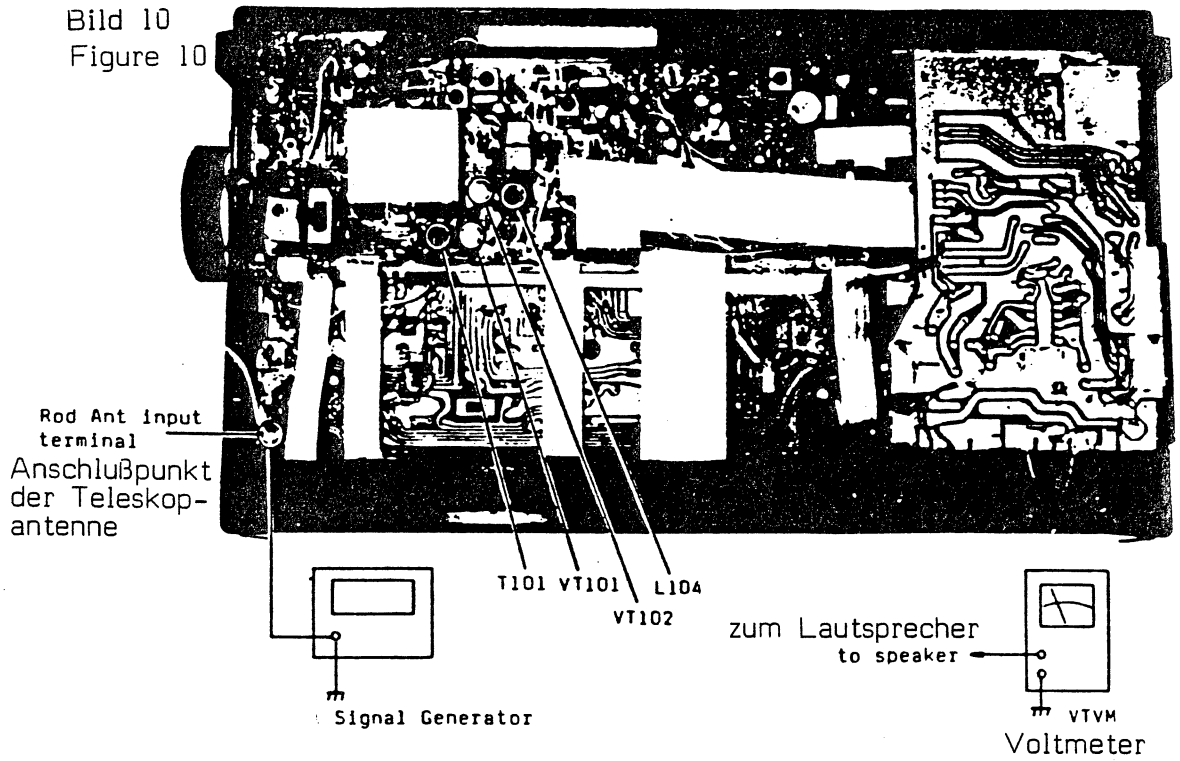 Bild 10
Figure 10
Rod Ant input
terminal
Anschlußpunkt
der Teleskop-
antenne
T101 VT101 L104
VT102
Signal Generator
zum Lautsprecher
to speaker
VTVM
Voltmeter